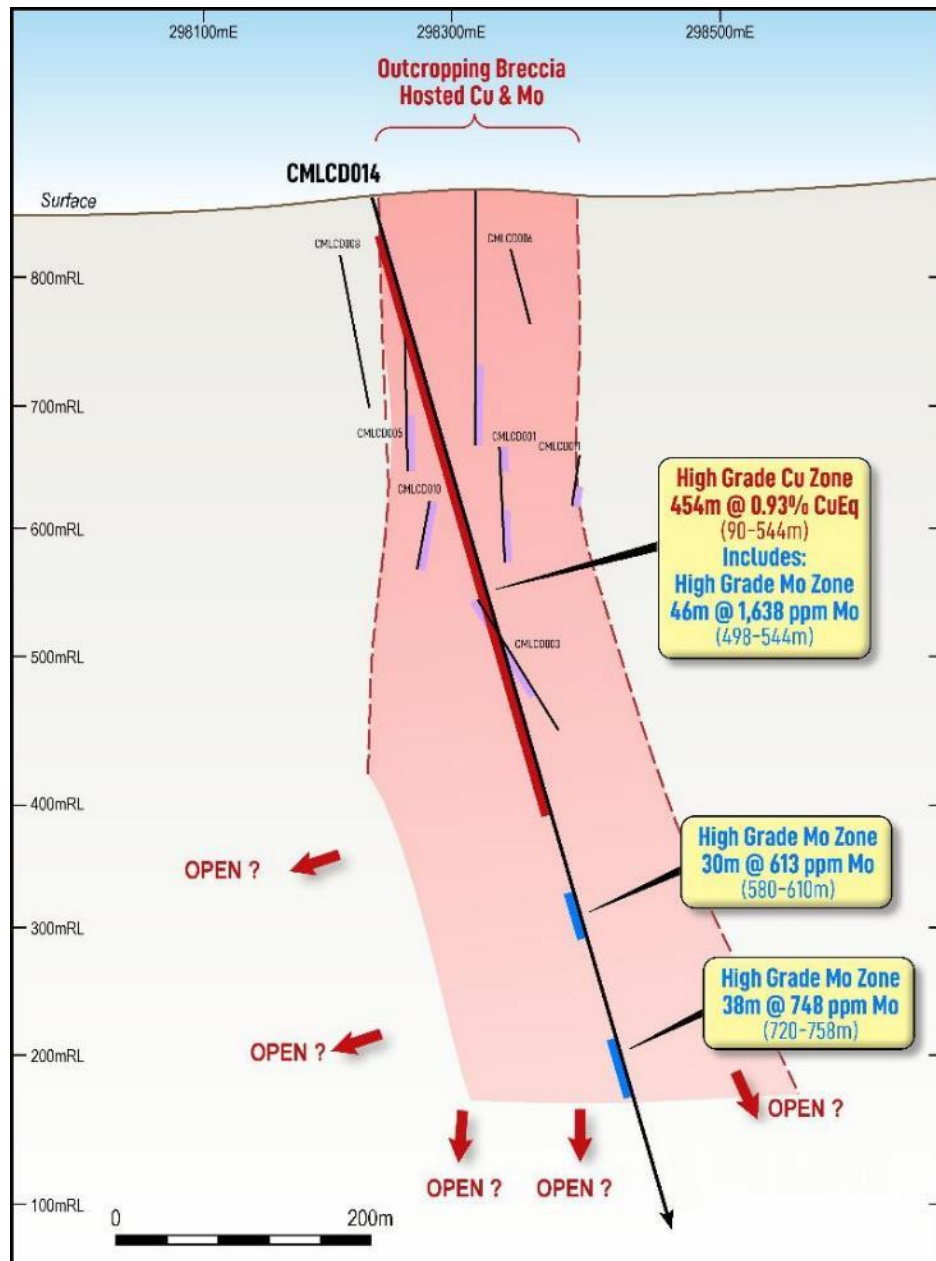 298100mE
298300mE
298500mE
Outcropping Breccia
Hosted Cu & Mo
CMLCD014
Surface
CMLCD008
CMLCD006
800mRL
700mRL
CMLCD005
CMLCD001
CMLCD010
High Grade Cu Zone
454m @ 0.93% CuEq
(90-544m)
Includes:
High Grade Mo Zone
46m @ 1,638 ppm Mo
(498-544m)
600mRL
CMLCD003
500mRL
400mRL
High Grade Mo Zone
30m @ 613 ppm Mo
(580-610m)
OPEN ?
300mRL
High Grade Mo Zone
38m @ 748 ppm Mo
(720-758m)
OPEN ?
200mRL
OPEN ?
OPEN ?
OPEN ?
100mRL
0
200m